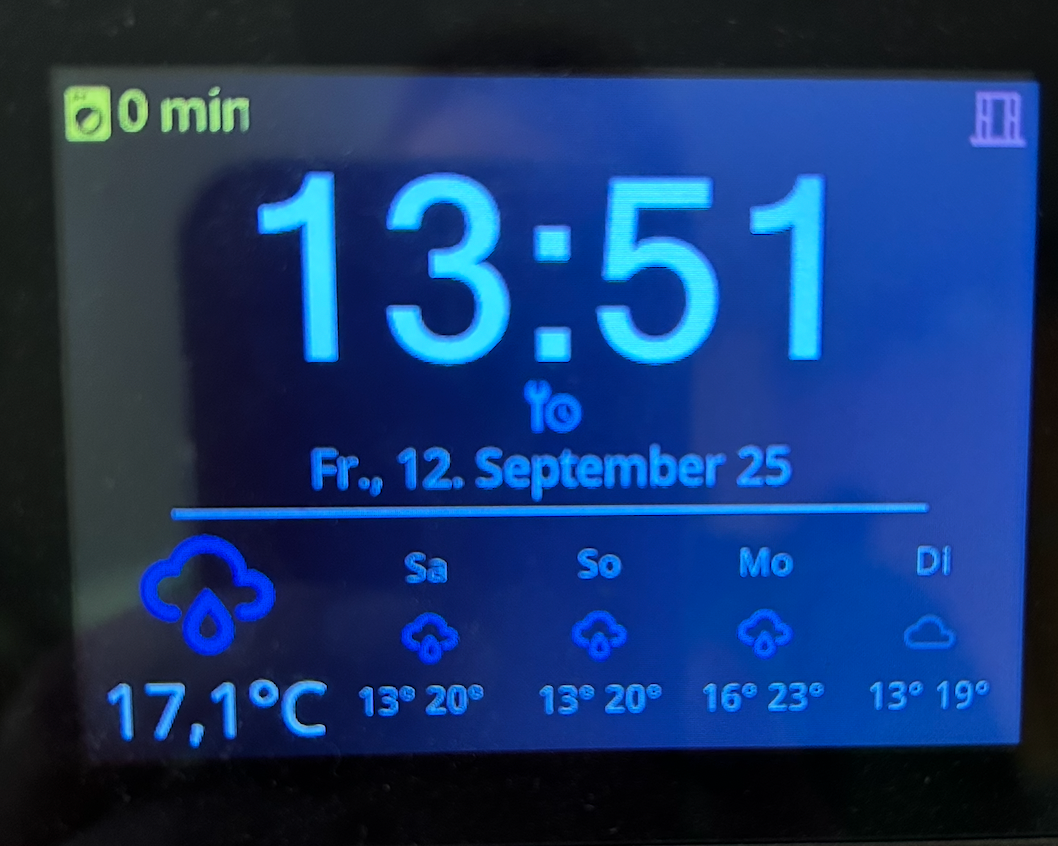 0 min
13:51
Fr., 12. September 25
Sa So Mo Di
17,1°C 13° 20° 13° 20° 16° 23° 13° 19°